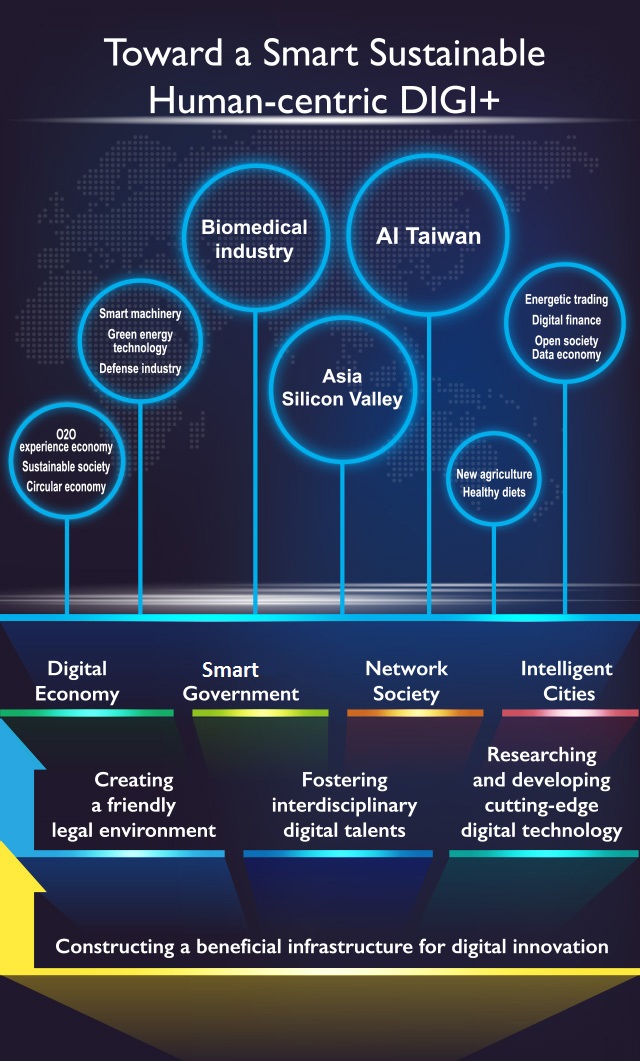 Toward a Smart Sustainable
Human-centric DIGI+
Biomedical
industry
AI Taiwan
Smart machinery
Green energy
technology
Defense industry
Energetic trading
Digital finance
Open society
Data economy
Asia
Silicon Valley
O2O
experience economy
Sustainable society
Circular economy
New agriculture
Healthy diets
Digital
Economy
Smart
Government
Network
Society
Intelligent
Cities
Creating
a friendly
legal environment
Fostering
interdisciplinary
digital talents
Researching
and developing
cutting-edge
digital technology
Constructing a beneficial infrastructure for digital innovation